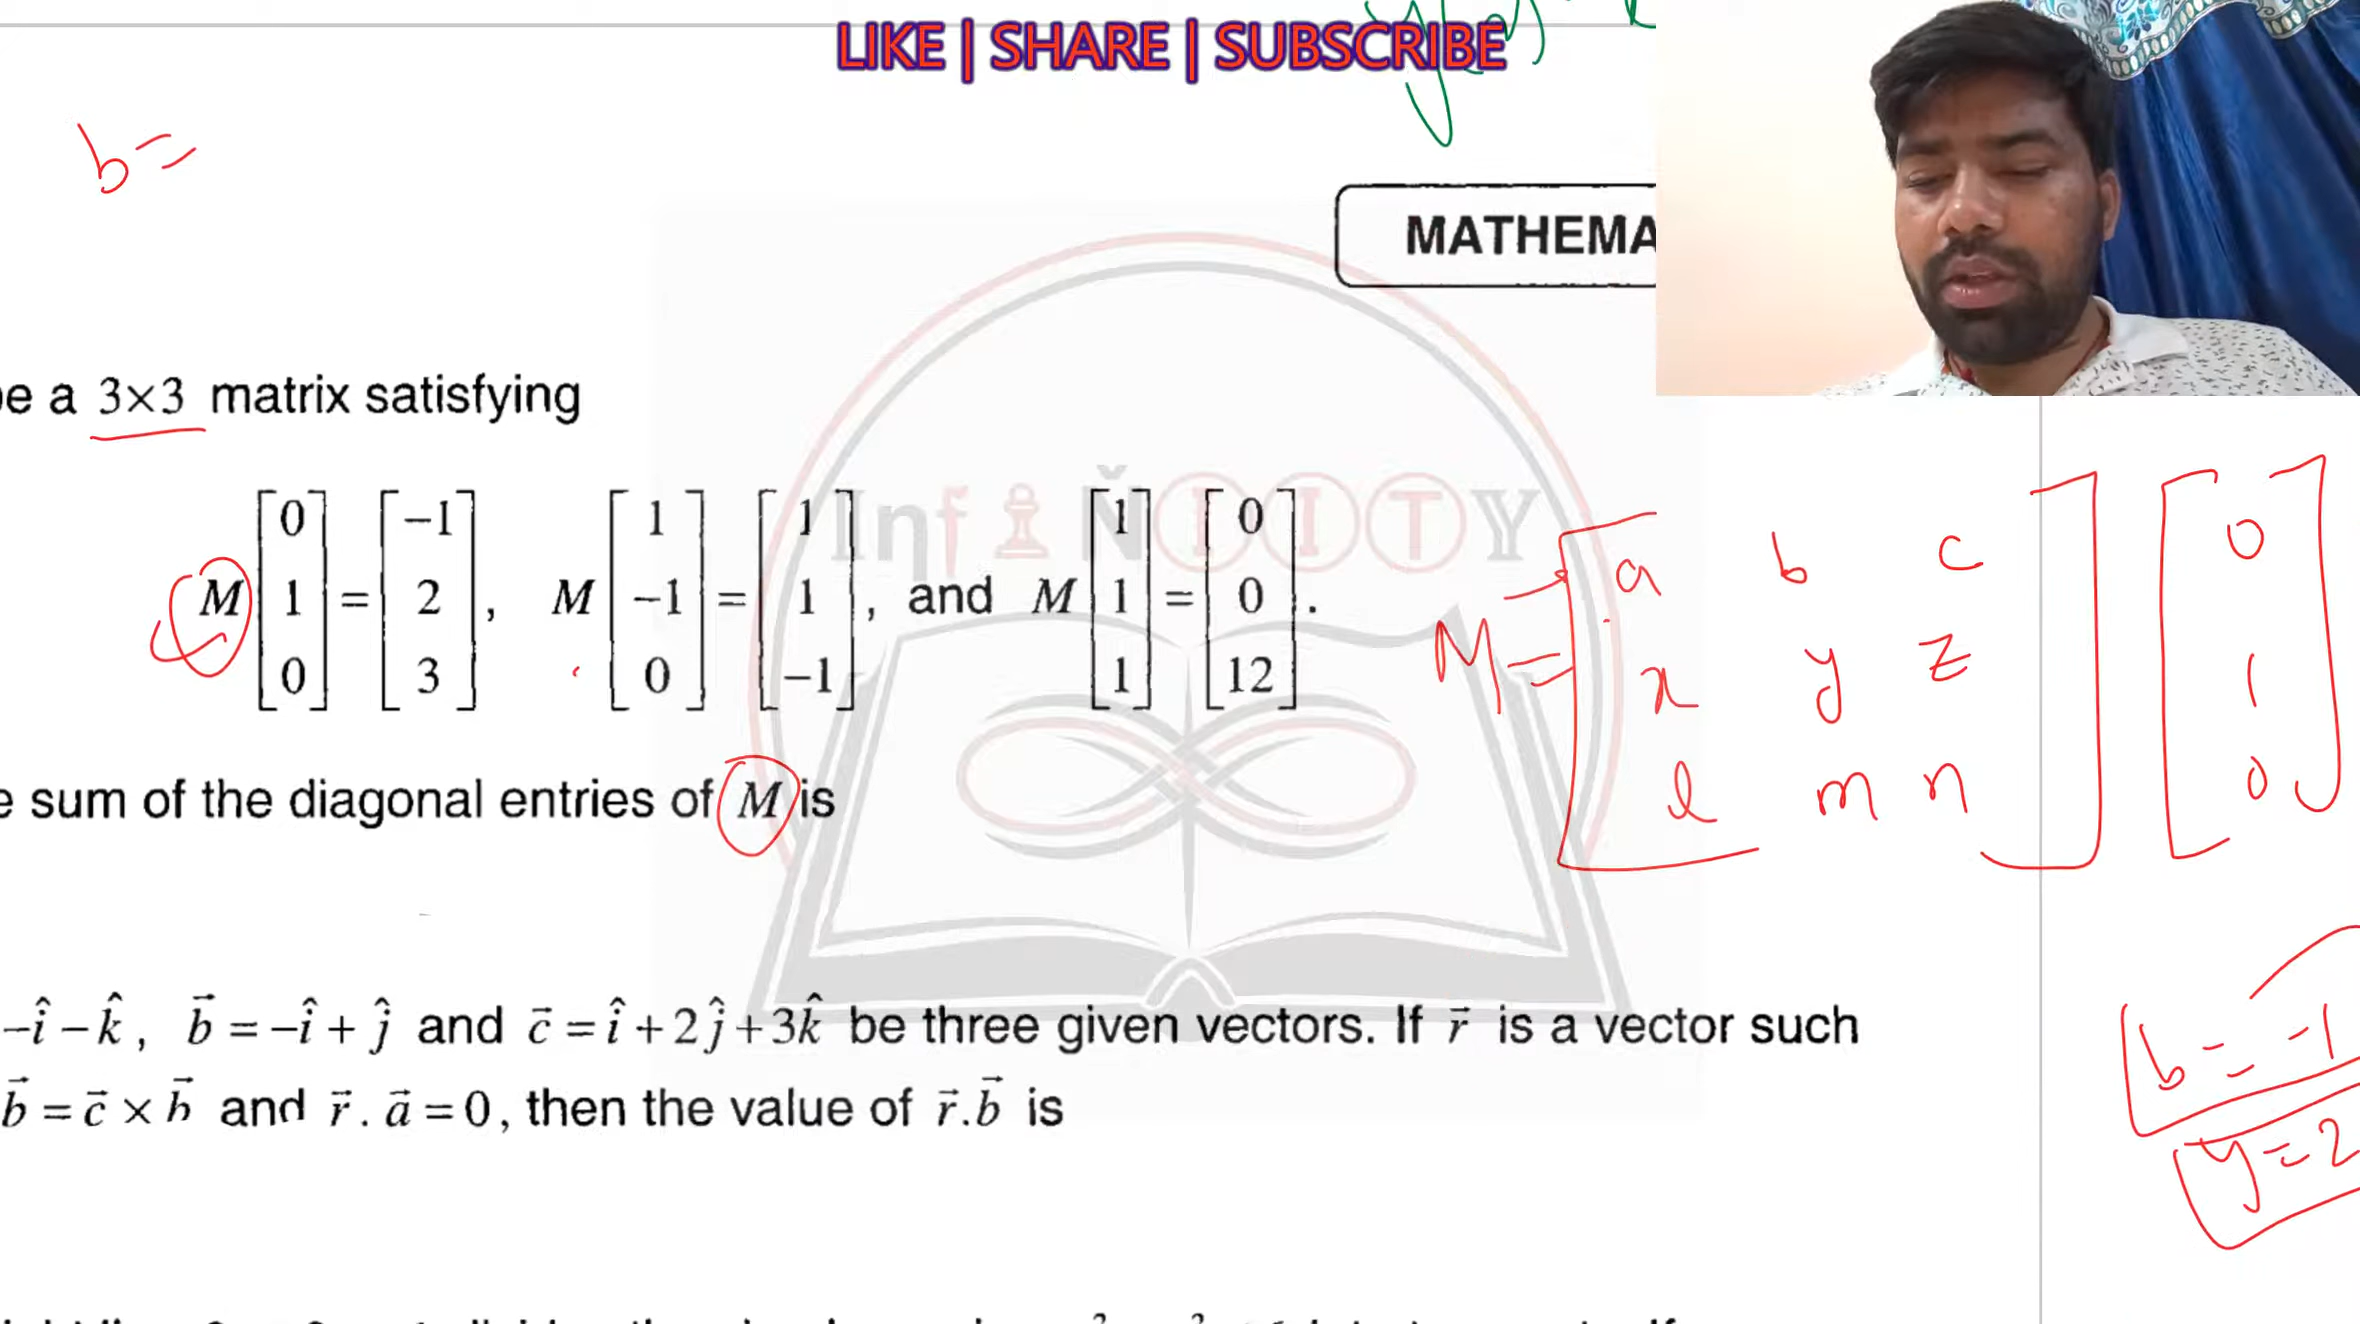 LIKE | SHARE | SUBSCRIBE
b =
MATHEMA
be a 3×3 matrix satisfying
M [0 1 0] = [-1 2 3], M [1 -1 0] = [1 1 -1], and M [1 1 1] = [0 0 12].
InfiÑIITY
M = [a b c x y z l m n] [0 1 0]
e sum of the diagonal entries of M is
-î - k̂, b⃗ = -î + ĵ and c⃗ = î + 2ĵ + 3k̂ be three given vectors. If r⃗ is a vector such
b = -1
b⃗ = c⃗ × b⃗ and r⃗ . a⃗ = 0, then the value of r⃗.b⃗ is
y = 2